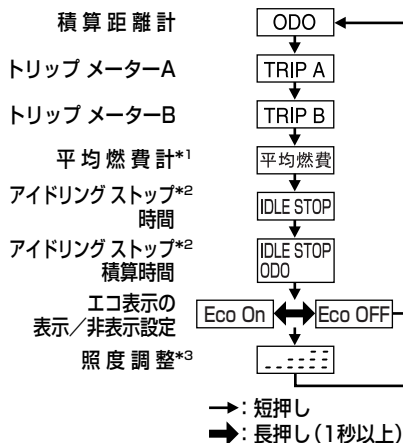 積算距離計 ODO
トリップ メーターA TRIP A
トリップ メーターB TRIP B
平均燃費計*1 平均燃費
アイドリング ストップ*2
時間 IDLE STOP
アイドリング ストップ*2 IDLE STOP
積算時間 ODO
エコ表示の
表示/非表示設定 Eco On Eco OFF
照度調整*3
:短押し
:長押し(1秒以上)